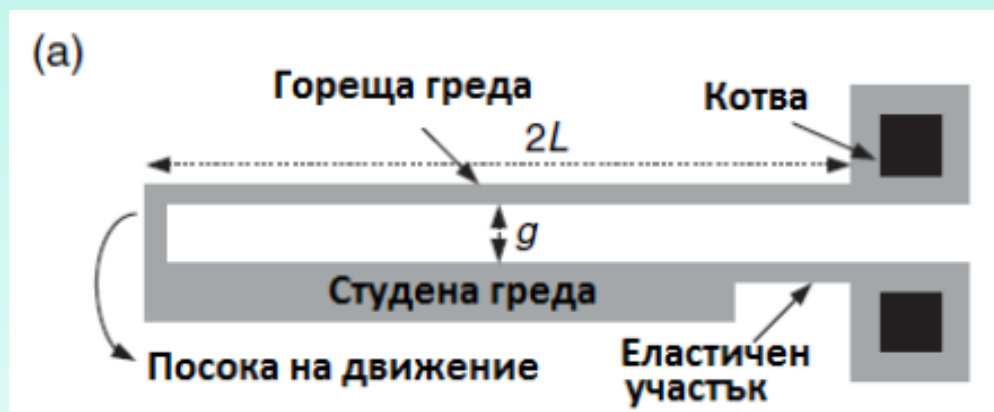 (a)
Гореща греда
Котва
2L
g
Студена греда
Посока на движение
Еластичен
участък